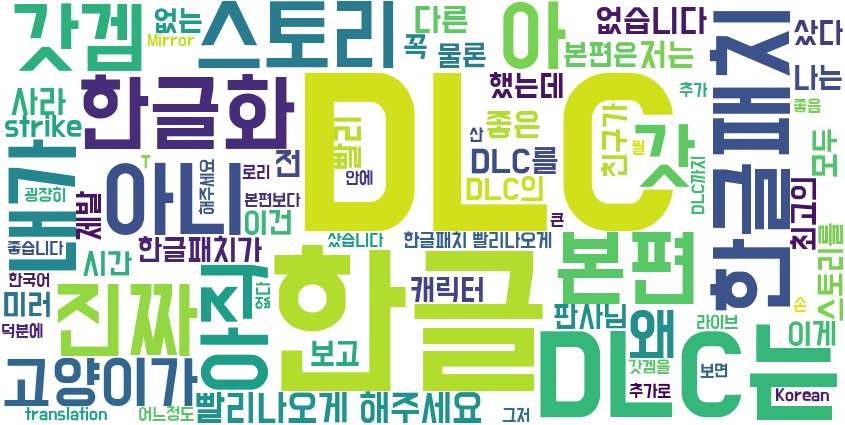 갓겜
스토리
없는
Mirror
아
다른
꼭
물론
없습니다
본편은
저는
한글패치
샀다
나는
사라
strike
한글화
DLC
했는데
추가
좋음
빨리
좋은
친구가
뭘
갓
모두
내가
아니
T
전
로리
안에
산
DLC를
DLC의
DLC까지
최고의
굉장히
제발
해주세요
본편보다
이건
큰
좋습니다
한글패치가
샀습니다
한글패치 빨리나오게
본편
스토리를
한국어
시간
진짜
아직
없다
한글
캐릭터
미러
덕분에
보고
판사님
왜
라이브
손
이게
고양이가
DLC
는
갓겜을
보면
추가로
Korean
translation
어느정도
빨리나오게 해주세요
그저